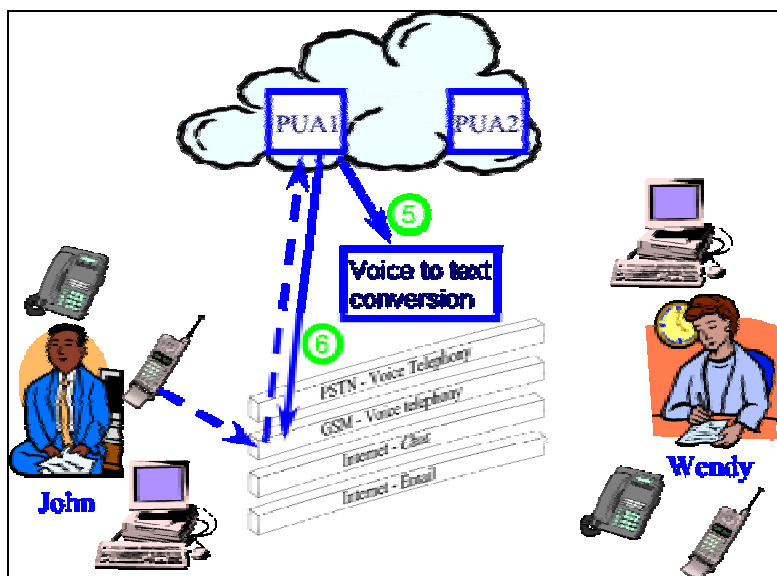 PUA1
PUA2
5
Voice to text
conversion
6
PSTN - Voice Telephony
GSM - Voice telephony
Internet - Chat
Internet - Email
John
Wendy